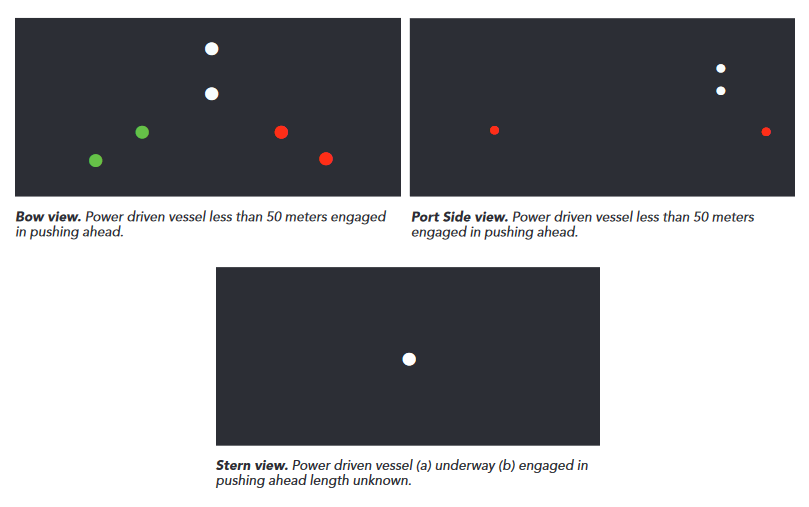 Bow view. Power driven vessel less than 50 meters engaged
in pushing ahead.
Port Side view. Power driven vessel less than 50 meters
engaged in pushing ahead.
Stern view. Power driven vessel (a) underway (b) engaged in
pushing ahead length unknown.